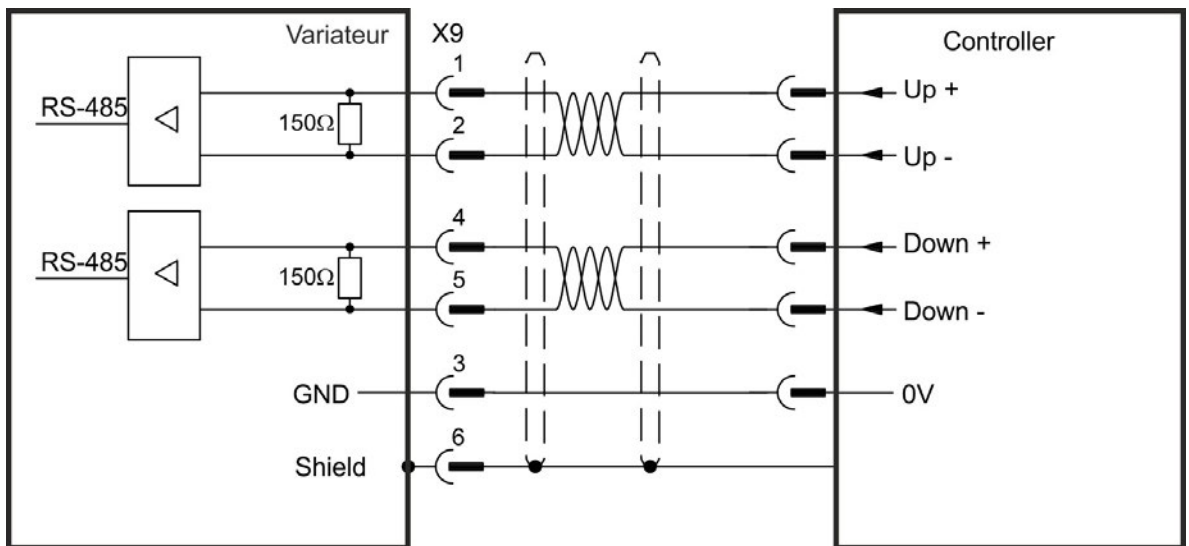 Variateur
X9
Controller
1
RS-485
150Ω
Up +
2
Up -
4
RS-485
150Ω
Down +
5
Down -
3
GND
0V
6
Shield